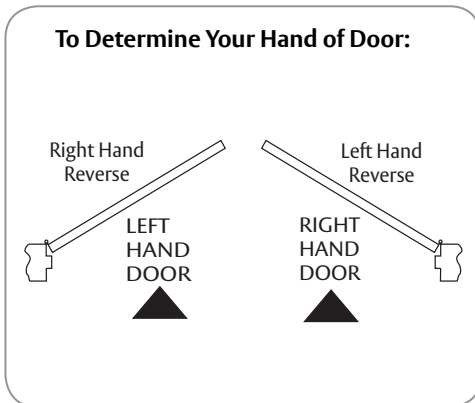 To Determine Your Hand of Door:
Right Hand
Reverse
Left Hand
Reverse
LEFT
HAND
DOOR
RIGHT
HAND
DOOR